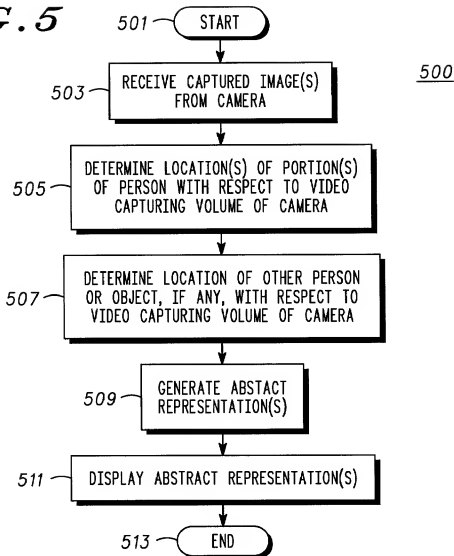 G.5
501 START
500
503 RECEIVE CAPTURED IMAGE(S)
FROM CAMERA
DETERMINE LOCATION(S) OF PORTION(S)
505 OF PERSON WITH RESPECT TO VIDEO
CAPTURING VOLUME OF CAMERA
DETERMINE LOCATION OF OTHER PERSON
507 OR OBJECT, IF ANY, WITH RESPECT TO
VIDEO CAPTURING VOLUME OF CAMERA
509 GENERATE ABSTACT
REPRESENTATION(S)
511 DISPLAY ABSTRACT REPRESENTATION(S)
513 END